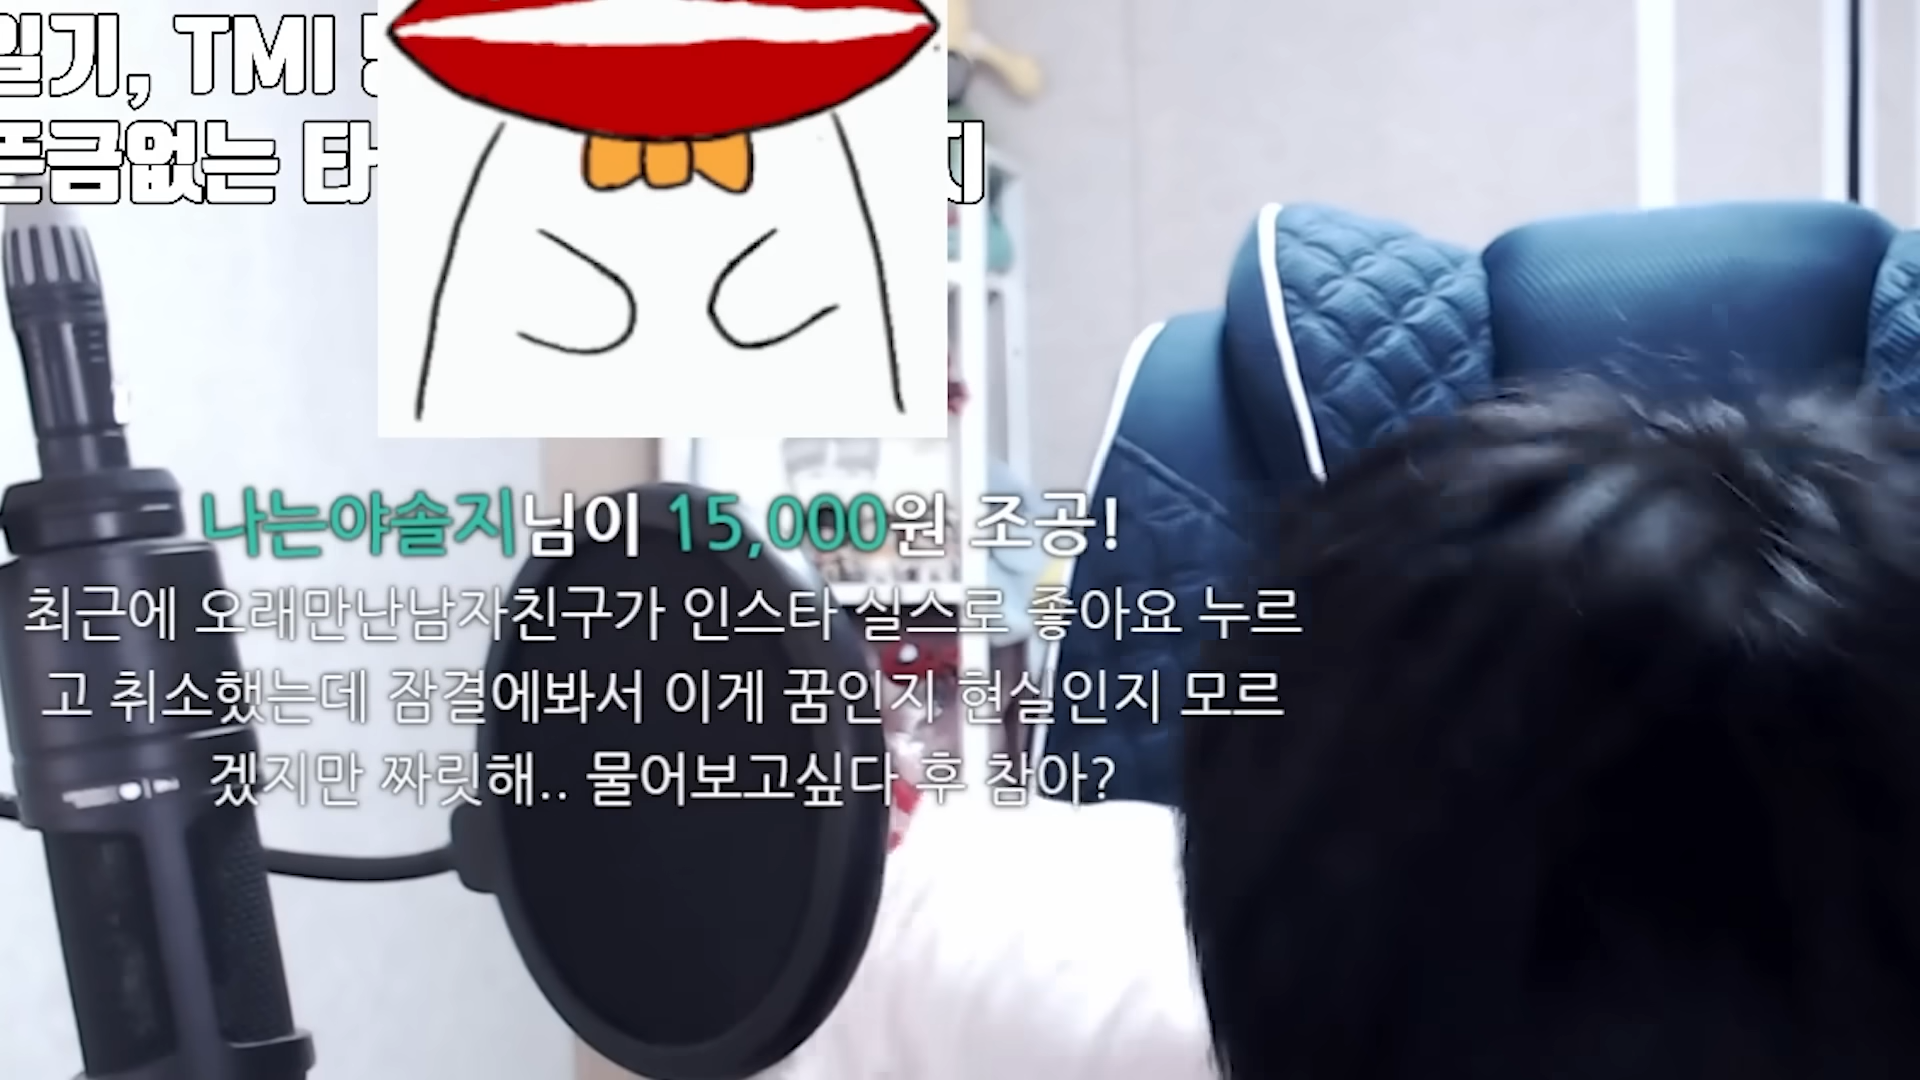 일기, TMI
뜬금없는 타 지
나는야솔지님이 15,000원 조공!
최근에 오래만난남자친구가 인스타 실스로 좋아요 누르
고 취소했는데 잠결에봐서 이게 꿈인지 현실인지 모르
겠지만 짜릿해.. 물어보고싶다 후 참아?